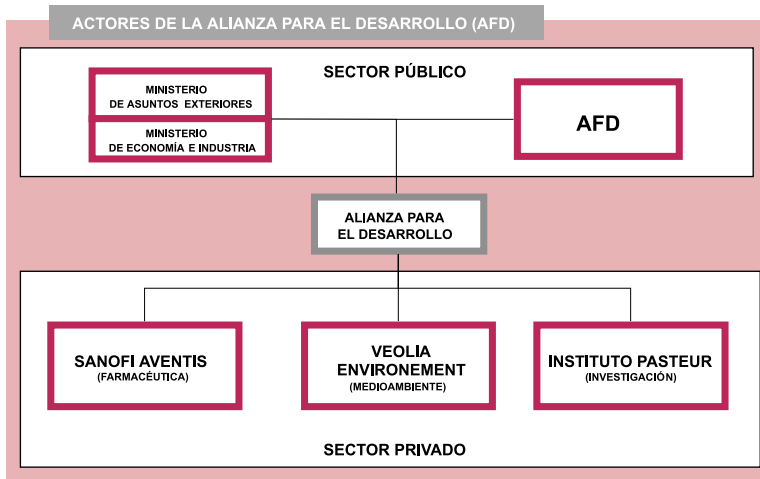 ACTORES DE LA ALIANZA PARA EL DESARROLLO (AFD)
SECTOR PÚBLICO
MINISTERIO
DE ASUNTOS EXTERIORES
MINISTERIO
DE ECONOMÍA E INDUSTRIA
AFD
ALIANZA PARA
EL DESARROLLO
SANOFI AVENTIS
(FARMACÉUTICA)
VEOLIA
ENVIRONEMENT
(MEDIOAMBIENTE)
INSTITUTO PASTEUR
(INVESTIGACIÓN)
SECTOR PRIVADO